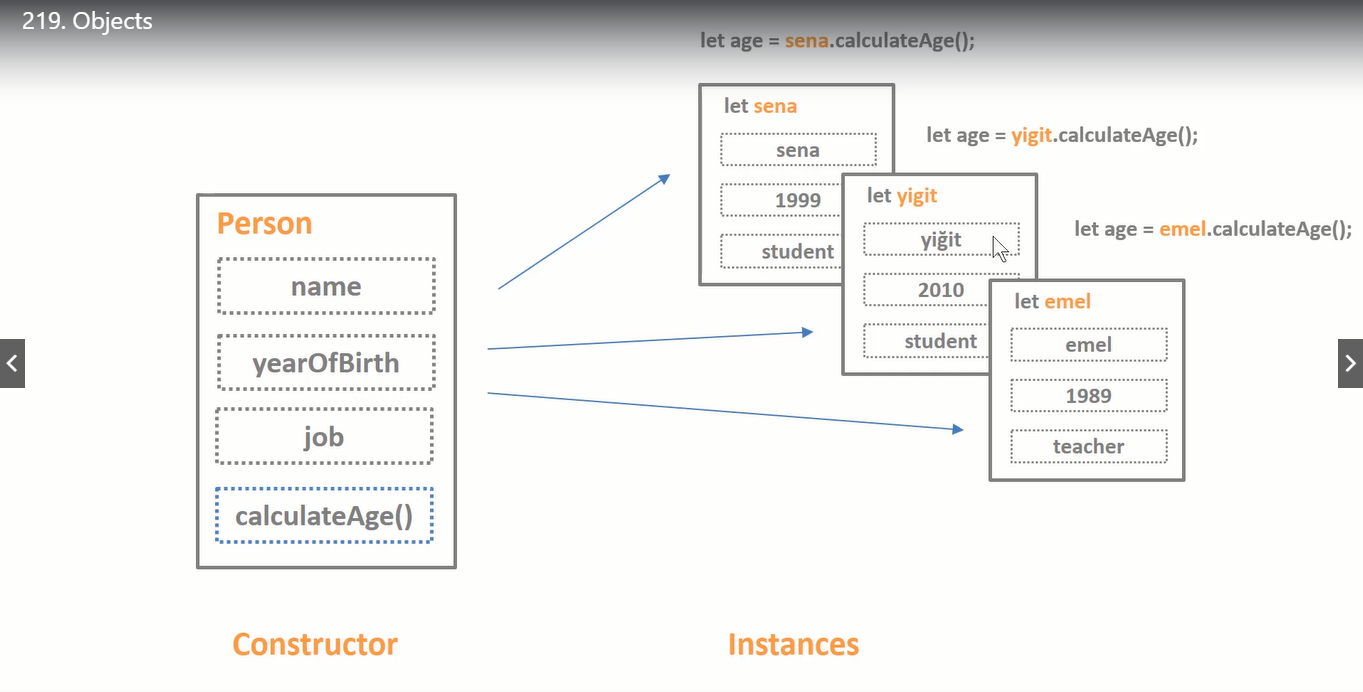 219. Objects
let age = sena.calculateAge();
let sena
sena
1999
student
let age = yigit.calculateAge();
let yigit
yiğit
2010
student
let age = emel.calculateAge();
let emel
emel
1989
teacher
Person
name
yearOfBirth
job
calculateAge()
Constructor
Instances